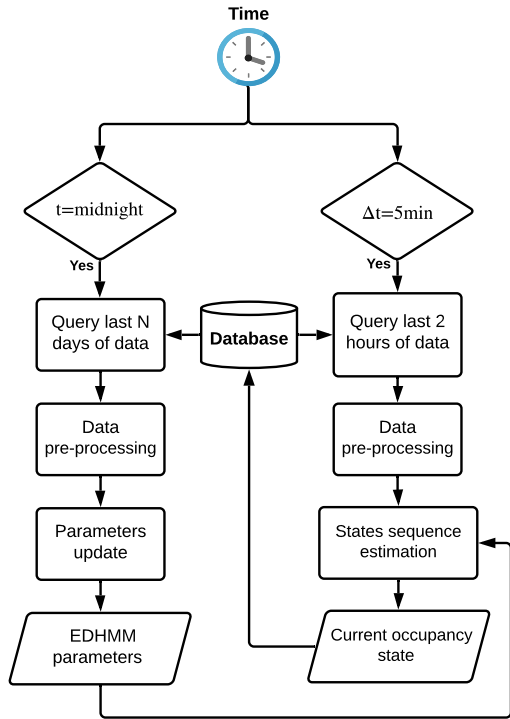 Time
t=midnight
Δt=5min
Yes
Yes
Query last N
days of data
Database
Query last 2
hours of data
Data
pre-processing
Data
pre-processing
Parameters
update
States sequence
estimation
EDHMM
parameters
Current occupancy
state